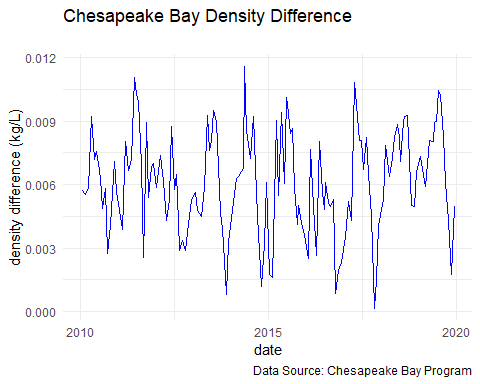 Chesapeake Bay Density Difference
0.012
0.009
0.006
0.003
0.000
density difference (kg/L)
2010
2015
2020
date
Data Source: Chesapeake Bay Program